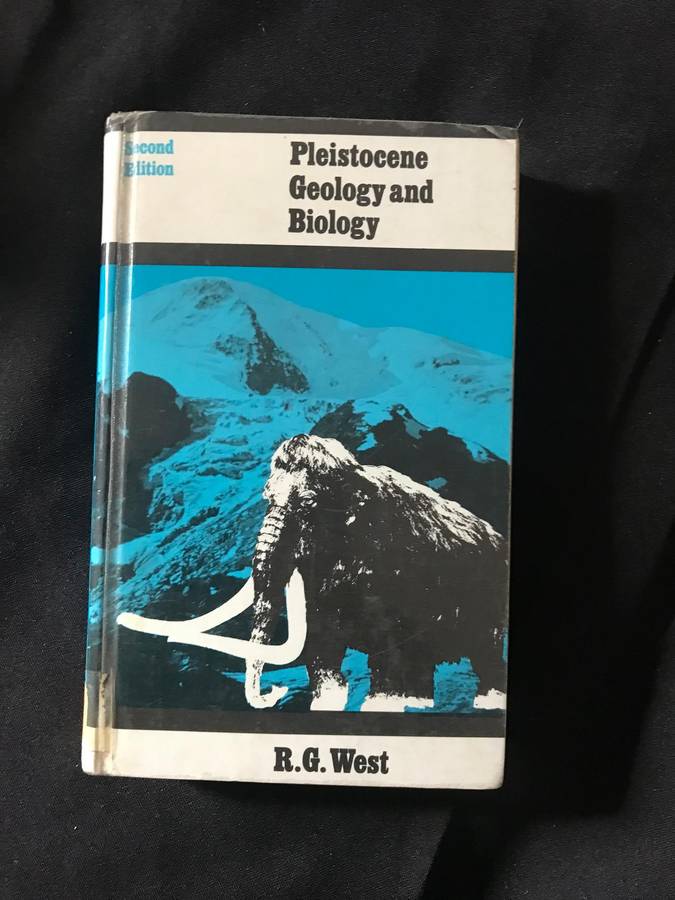 Second
Edition
Pleistocene
Geology and
Biology
R.G. West